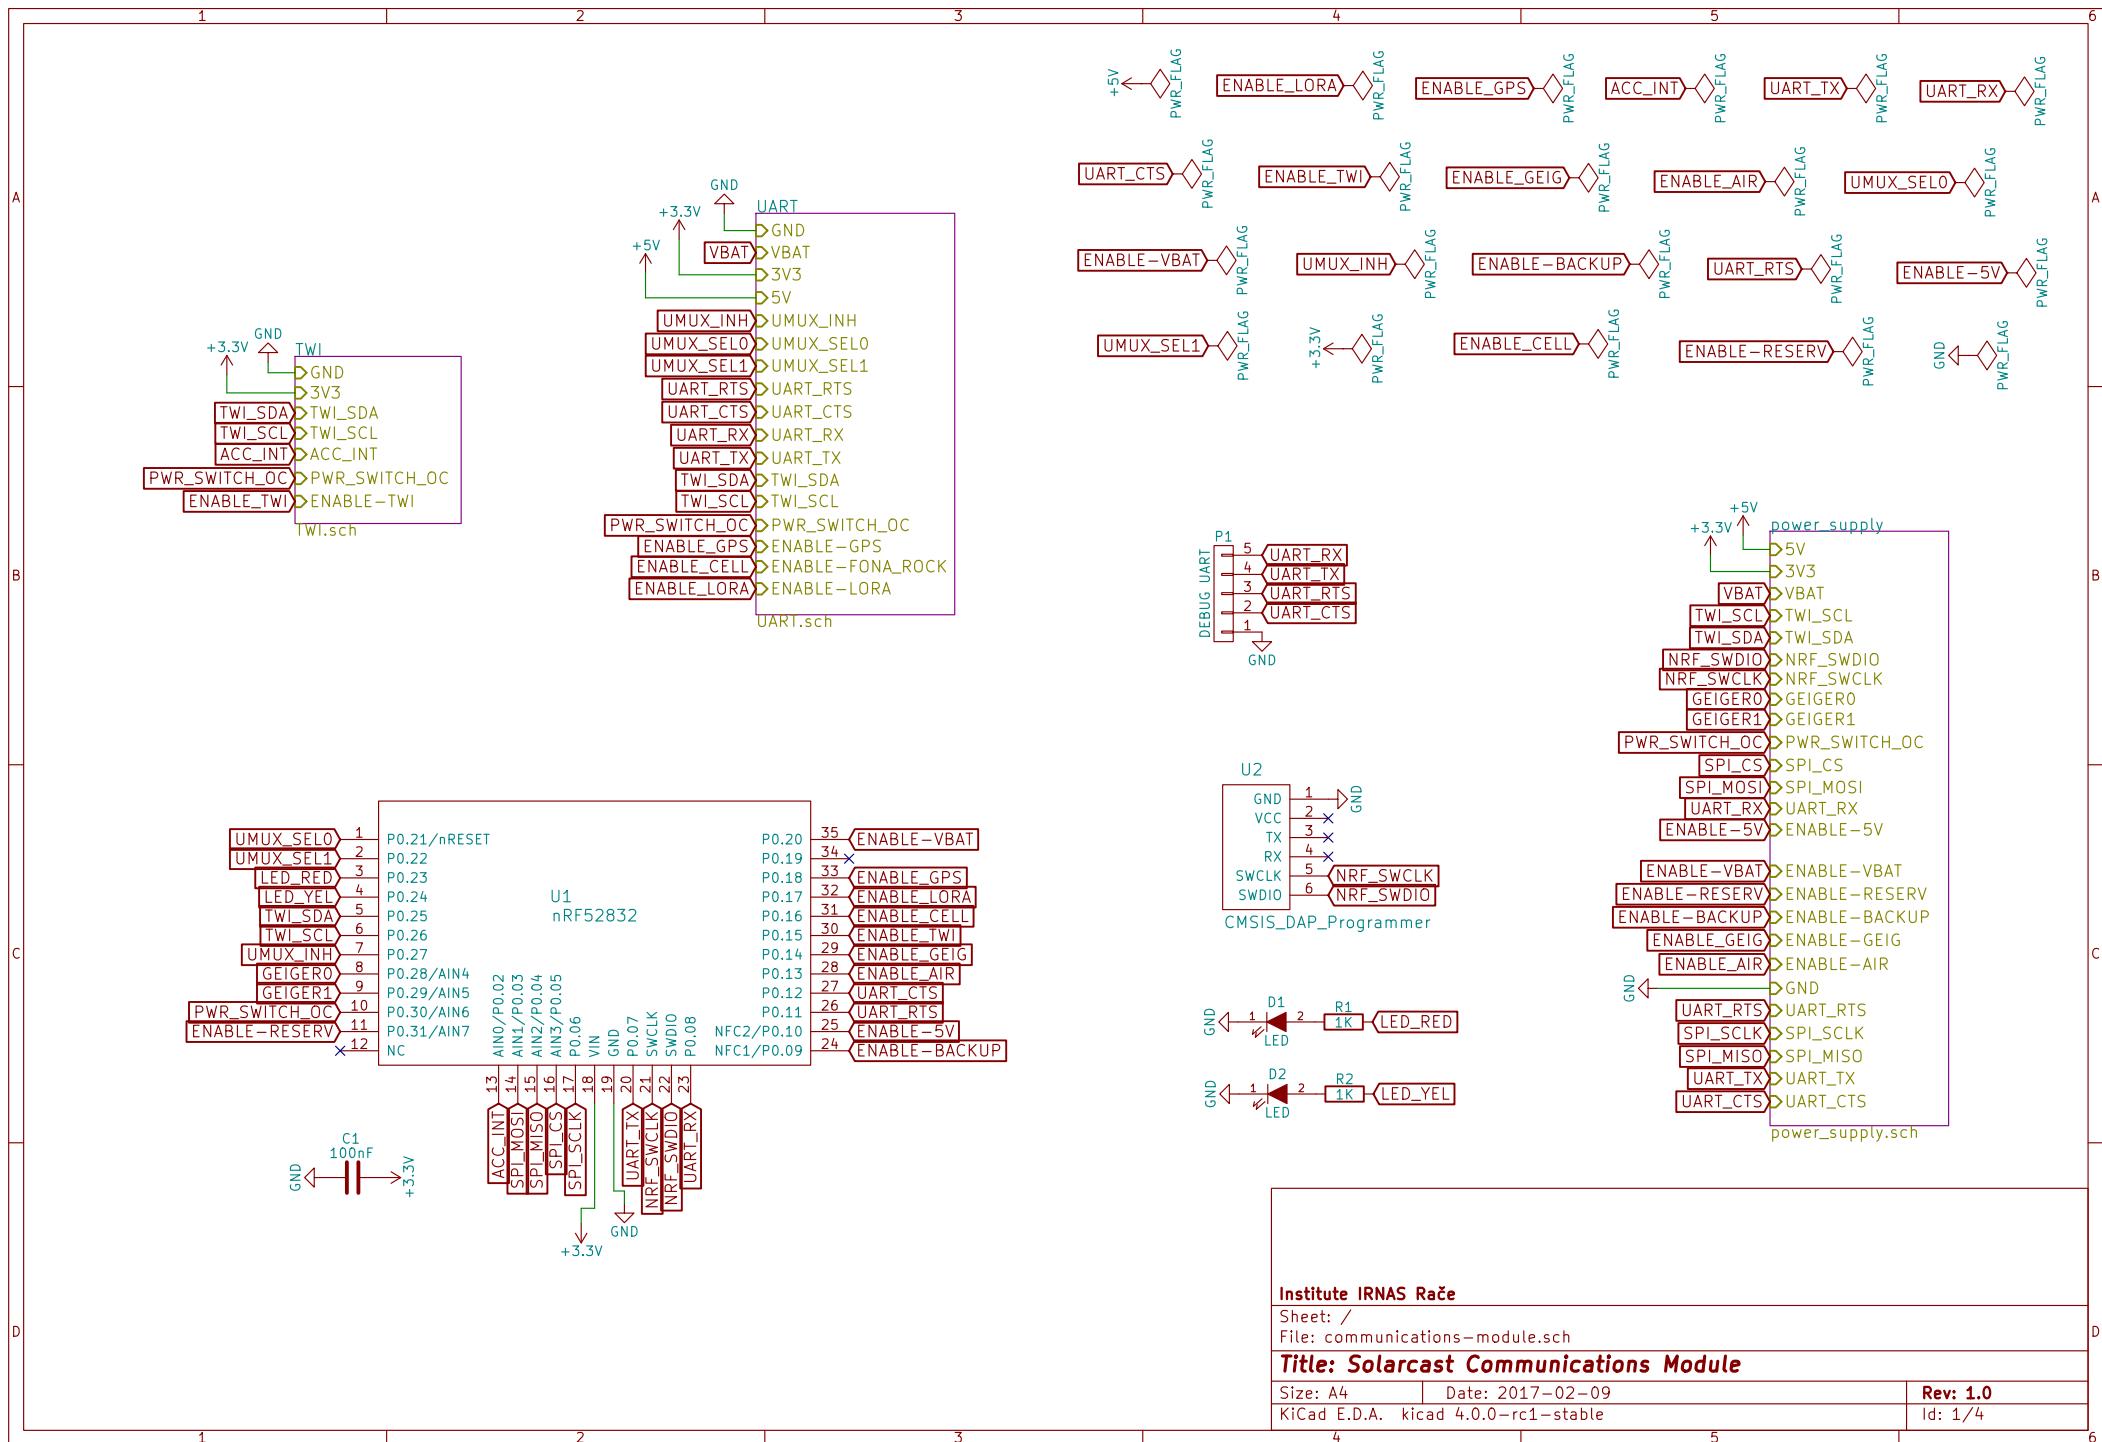 1 2 3 4 5 6
A
B
C
D
A
B
C
D
1 2 3 4 5 6
+5V PWR_FLAG
ENABLE_LORA PWR_FLAG
ENABLE_GPS PWR_FLAG
ACC_INT PWR_FLAG
UART_TX PWR_FLAG
UART_RX PWR_FLAG
UART_CTS PWR_FLAG
ENABLE_TWI PWR_FLAG
ENABLE_GEIG PWR_FLAG
ENABLE_AIR PWR_FLAG
UMUX_SEL0 PWR_FLAG
ENABLE-VBAT PWR_FLAG
UMUX_INH PWR_FLAG
ENABLE-BACKUP PWR_FLAG
UART_RTS PWR_FLAG
ENABLE-5V PWR_FLAG
UMUX_SEL1 PWR_FLAG
+3.3V PWR_FLAG
ENABLE_CELL PWR_FLAG
ENABLE-RESERV PWR_FLAG
GND PWR_FLAG
GND
+3.3V
TWI
GND
3V3
TWI_SDA TWI_SDA
TWI_SCL TWI_SCL
ACC_INT ACC_INT
PWR_SWITCH_OC PWR_SWITCH_OC
ENABLE_TWI ENABLE-TWI
TWI.sch
GND
+3.3V
+5V
UART
GND
VBAT VBAT
3V3
5V
UMUX_INH UMUX_INH
UMUX_SEL0 UMUX_SEL0
UMUX_SEL1 UMUX_SEL1
UART_RTS UART_RTS
UART_CTS UART_CTS
UART_RX UART_RX
UART_TX UART_TX
TWI_SDA TWI_SDA
TWI_SCL TWI_SCL
PWR_SWITCH_OC PWR_SWITCH_OC
ENABLE_GPS ENABLE-GPS
ENABLE_CELL ENABLE-FONA_ROCK
ENABLE_LORA ENABLE-LORA
UART.sch
P1
DEBUG UART
5 UART_RX
4 UART_TX
3 UART_RTS
2 UART_CTS
1
GND
+5V
+3.3V
power_supply
5V
3V3
VBAT VBAT
TWI_SCL TWI_SCL
TWI_SDA TWI_SDA
NRF_SWDIO NRF_SWDIO
NRF_SWCLK NRF_SWCLK
GEIGER0 GEIGER0
GEIGER1 GEIGER1
PWR_SWITCH_OC PWR_SWITCH_OC
SPI_CS SPI_CS
SPI_MOSI SPI_MOSI
UART_RX UART_RX
ENABLE-5V ENABLE-5V
ENABLE-VBAT ENABLE-VBAT
ENABLE-RESERV ENABLE-RESERV
ENABLE-BACKUP ENABLE-BACKUP
ENABLE_GEIG ENABLE-GEIG
ENABLE_AIR ENABLE-AIR
GND GND
UART_RTS UART_RTS
SPI_SCLK SPI_SCLK
SPI_MISO SPI_MISO
UART_TX UART_TX
UART_CTS UART_CTS
power_supply.sch
U2
GND 1 GND
VCC 2
TX 3
RX 4
SWCLK 5 NRF_SWCLK
SWDIO 6 NRF_SWDIO
CMSIS_DAP_Programmer
U1
nRF52832
UMUX_SEL0 1 P0.21/nRESET
UMUX_SEL1 2 P0.22
LED_RED 3 P0.23
LED_YEL 4 P0.24
TWI_SDA 5 P0.25
TWI_SCL 6 P0.26
UMUX_INH 7 P0.27
GEIGER0 8 P0.28/AIN4
GEIGER1 9 P0.29/AIN5
PWR_SWITCH_OC 10 P0.30/AIN6
ENABLE-RESERV 11 P0.31/AIN7
12 NC
P0.20 35 ENABLE-VBAT
P0.19 34
P0.18 33 ENABLE_GPS
P0.17 32 ENABLE_LORA
P0.16 31 ENABLE_CELL
P0.15 30 ENABLE_TWI
P0.14 29 ENABLE_GEIG
P0.13 28 ENABLE_AIR
P0.12 27 UART_CTS
P0.11 26 UART_RTS
NFC2/P0.10 25 ENABLE-5V
NFC1/P0.09 24 ENABLE-BACKUP
AIN0/P0.02 13 ACC_INT
AIN1/P0.03 14 SPI_MOSI
AIN2/P0.04 15 SPI_MISO
AIN3/P0.05 16 SPI_CS
P0.06 17 SPI_SCLK
VIN 18
GND 19
P0.07 20 UART_TX
SWCLK 21 NRF_SWCLK
SWDIO 22 NRF_SWDIO
P0.08 23 UART_RX
+3.3V
GND
C1
100nF
GND
+3.3V
D1
GND 1 2
LED
R1
1K
LED_RED
D2
GND 1 2
LED
R2
1K
LED_YEL
Institute IRNAS Rače
Sheet: /
File: communications-module.sch
Title: Solarcast Communications Module
Size: A4 Date: 2017-02-09 Rev: 1.0
KiCad E.D.A. kicad 4.0.0-rc1-stable Id: 1/4